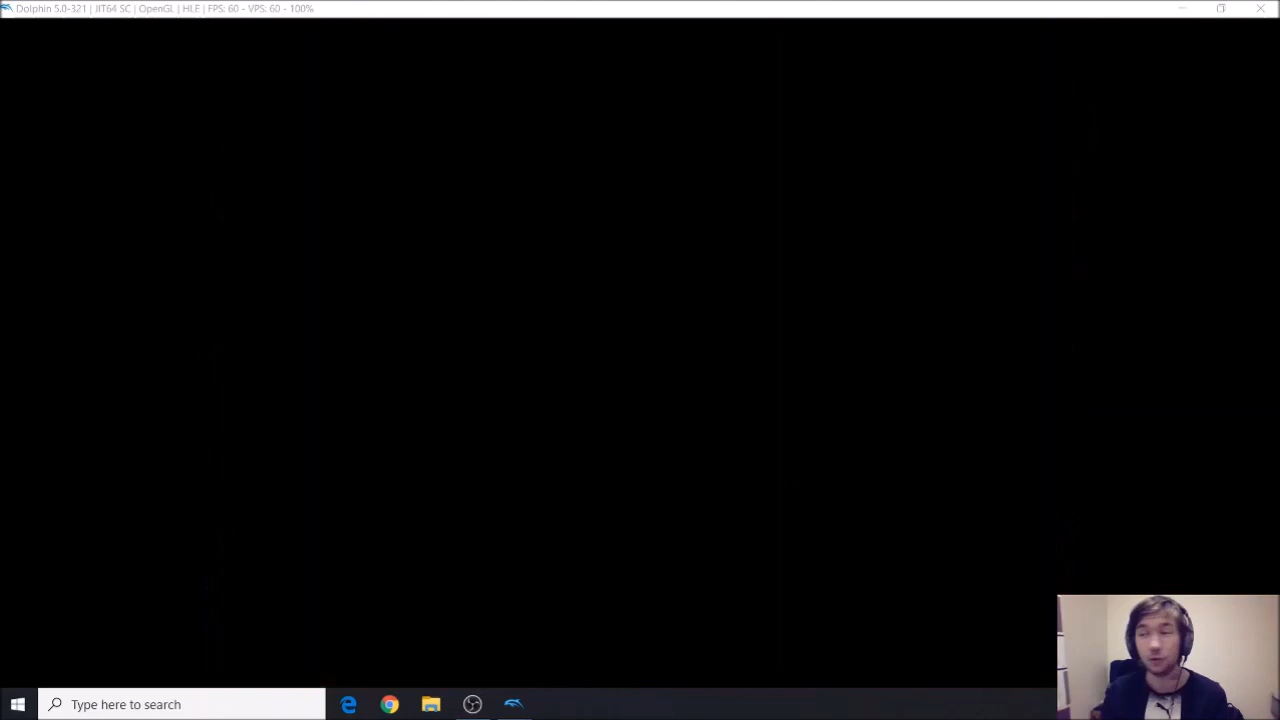 Dolphin 5.0-321 | JIT64 SC | OpenGL | HLE | FPS: 60 - VPS: 60 - 100%
Type here to search